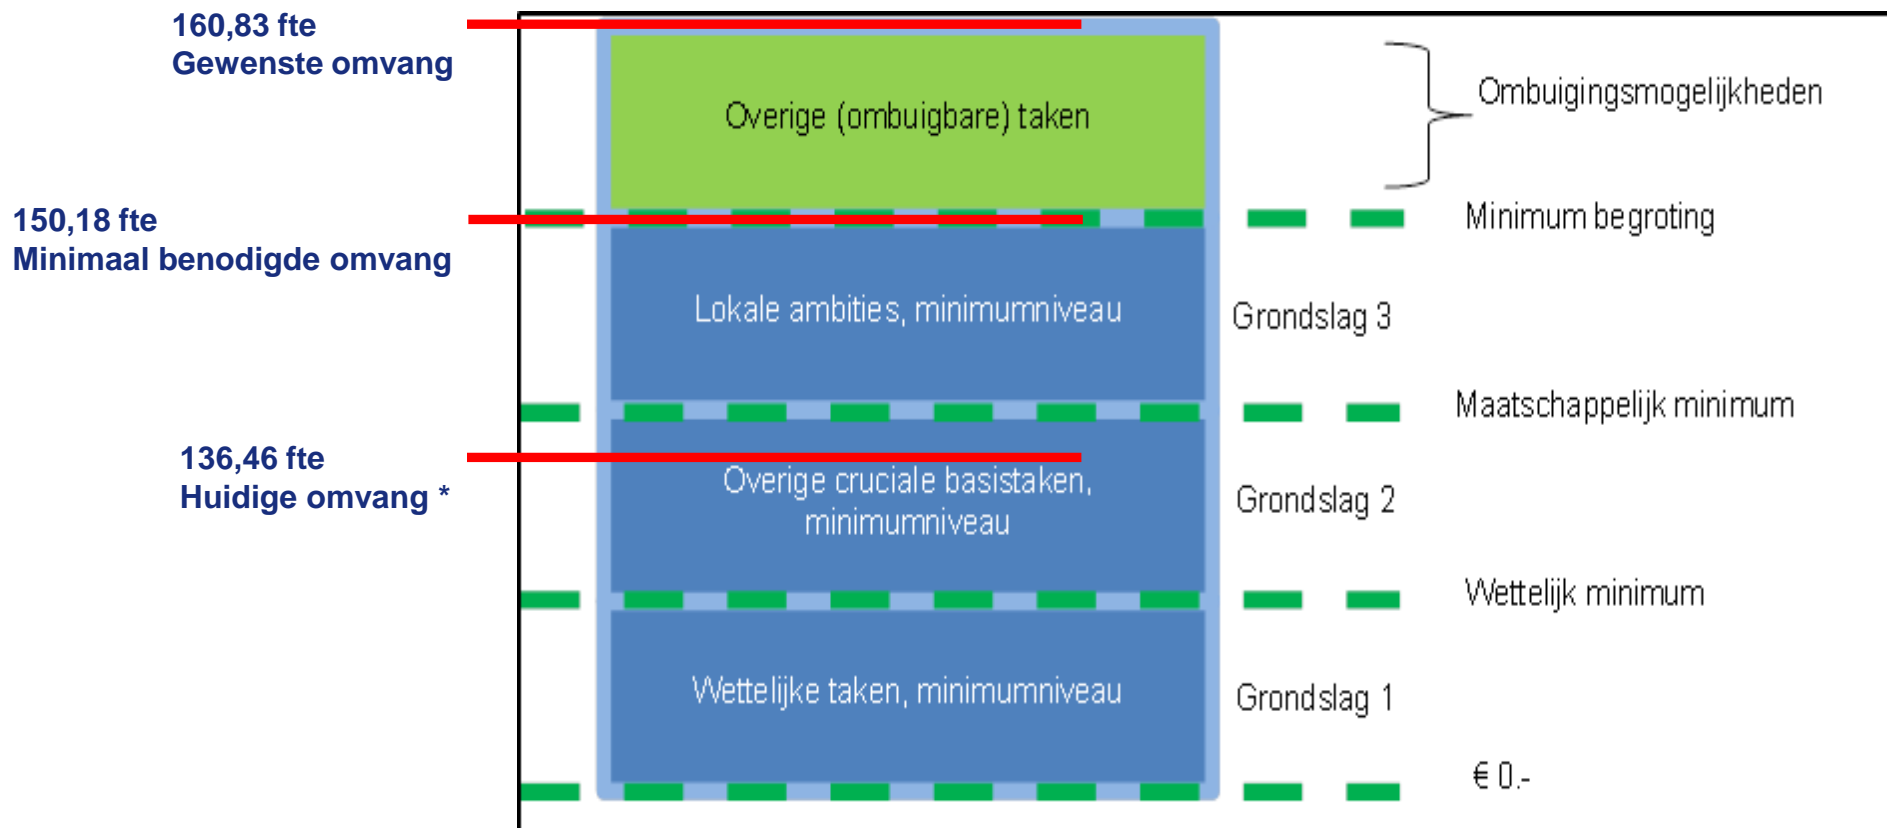 160,83 fte
Gewenste omvang
Overige (ombuigbare) taken
Ombuigingsmogelijkheden
150,18 fte
Minimaal benodigde omvang
Minimum begroting
Lokale ambities, minimumniveau
Grondslag 3
Maatschappelijk minimum
136,46 fte
Huidige omvang *
Overige cruciale basistaken,
minimumniveau
Grondslag 2
Wettelijk minimum
Wettelijke taken, minimumniveau
Grondslag 1
€ 0.-